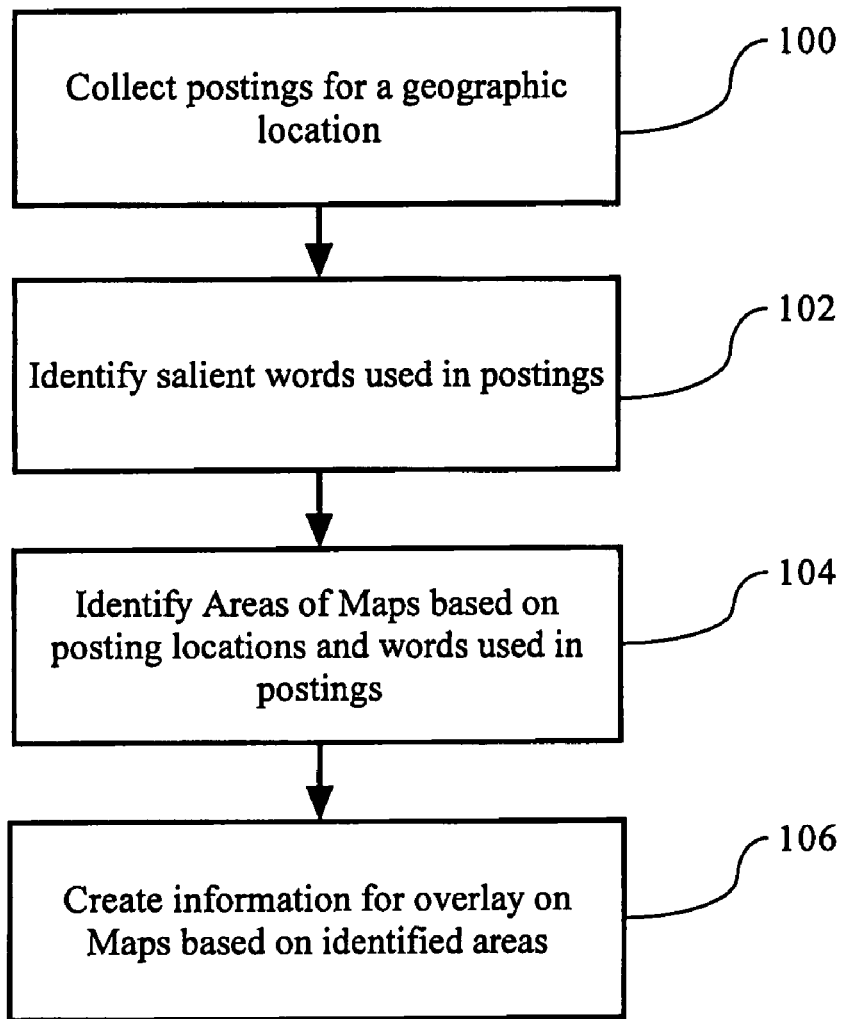 100
Collect postings for a geographic
location
102
Identify salient words used in postings
104
Identify Areas of Maps based on
posting locations and words used in
postings
106
Create information for overlay on
Maps based on identified areas